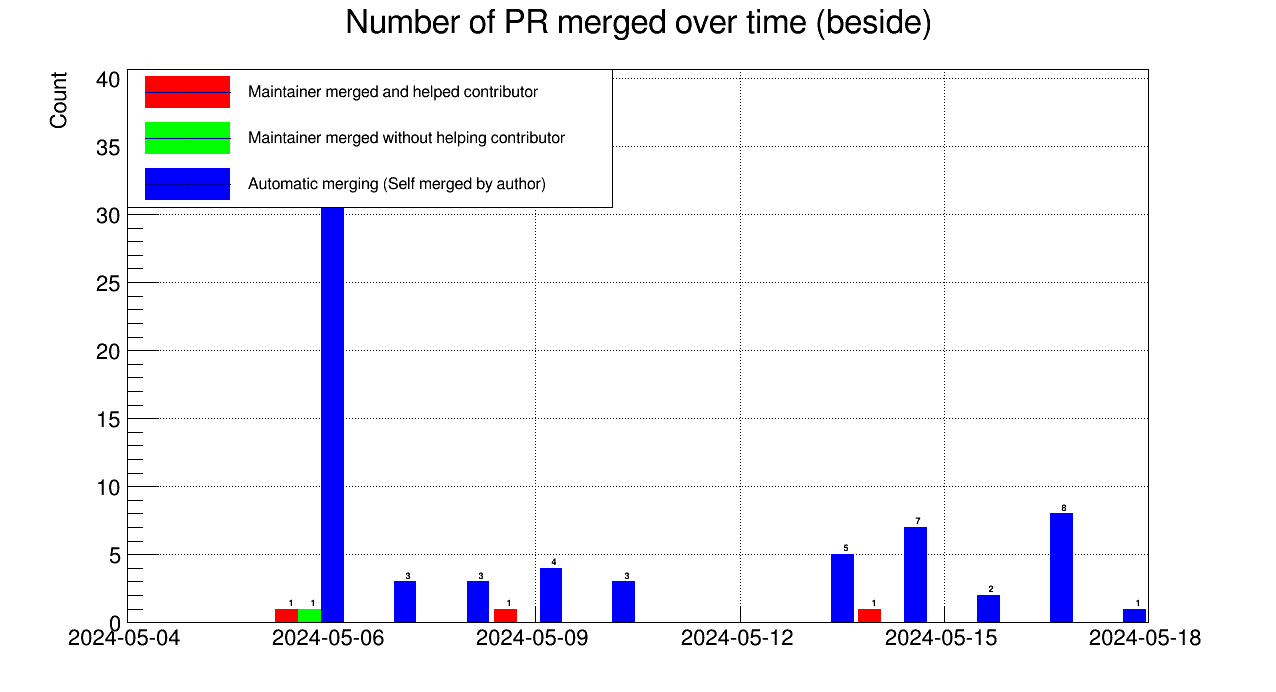 Number of PR merged over time (beside)
Count
40
35
30
25
20
15
10
5
0
Maintainer merged and helped contributor
Maintainer merged without helping contributor
Automatic merging (Self merged by author)
1 1 3 3 1 4 3 5 1 7 2 8 1
2024-05-04 2024-05-06 2024-05-09 2024-05-12 2024-05-15 2024-05-18